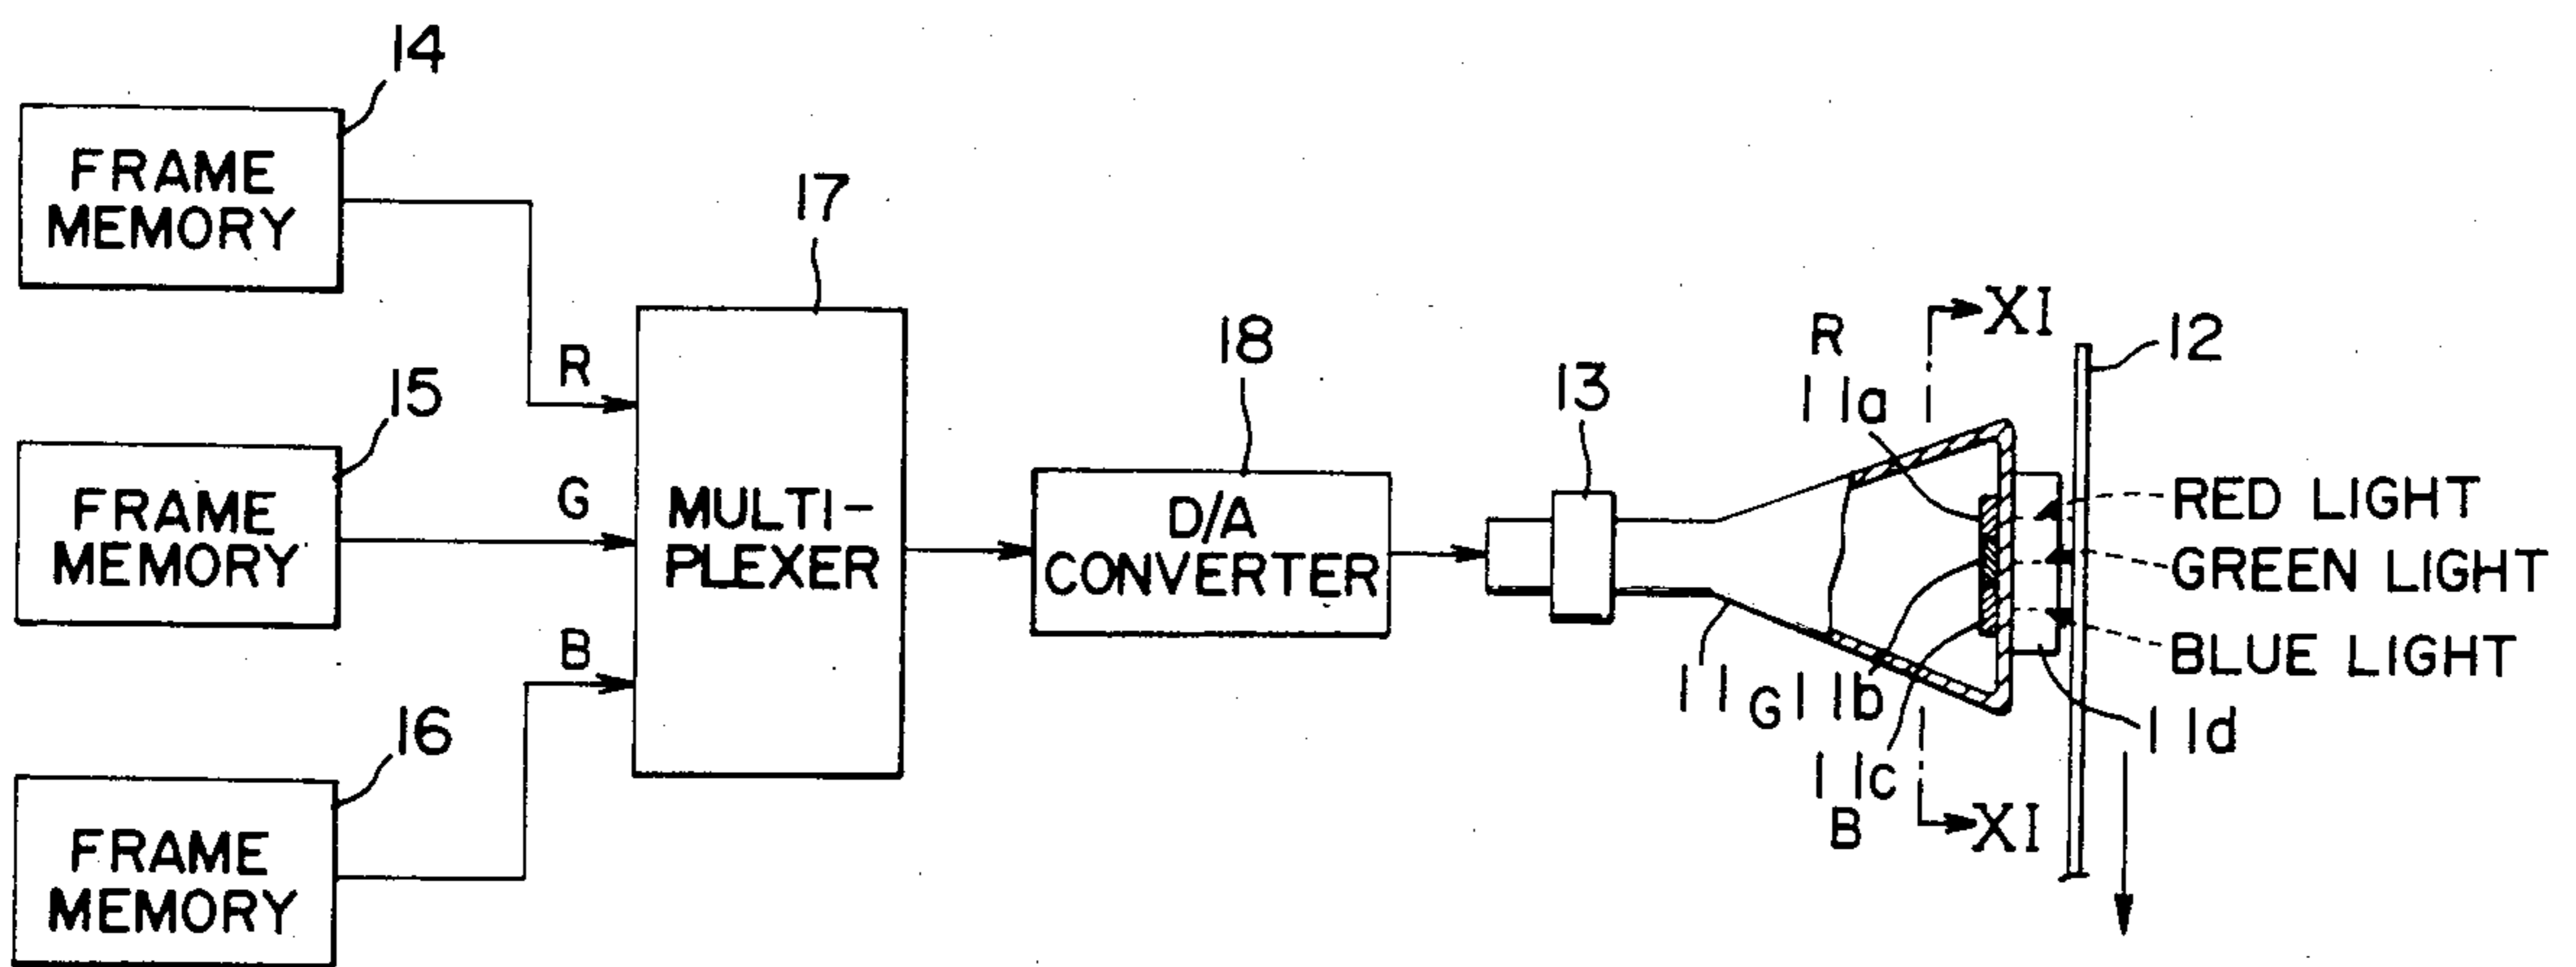 14
FRAME
MEMORY
R
15
FRAME
MEMORY
G
16
FRAME
MEMORY
B
17
MULTI-
PLEXER
18
D/A
CONVERTER
13
R
11a
XI
12
RED LIGHT
GREEN LIGHT
BLUE LIGHT
11
G 11b
11c
B
XI
11d